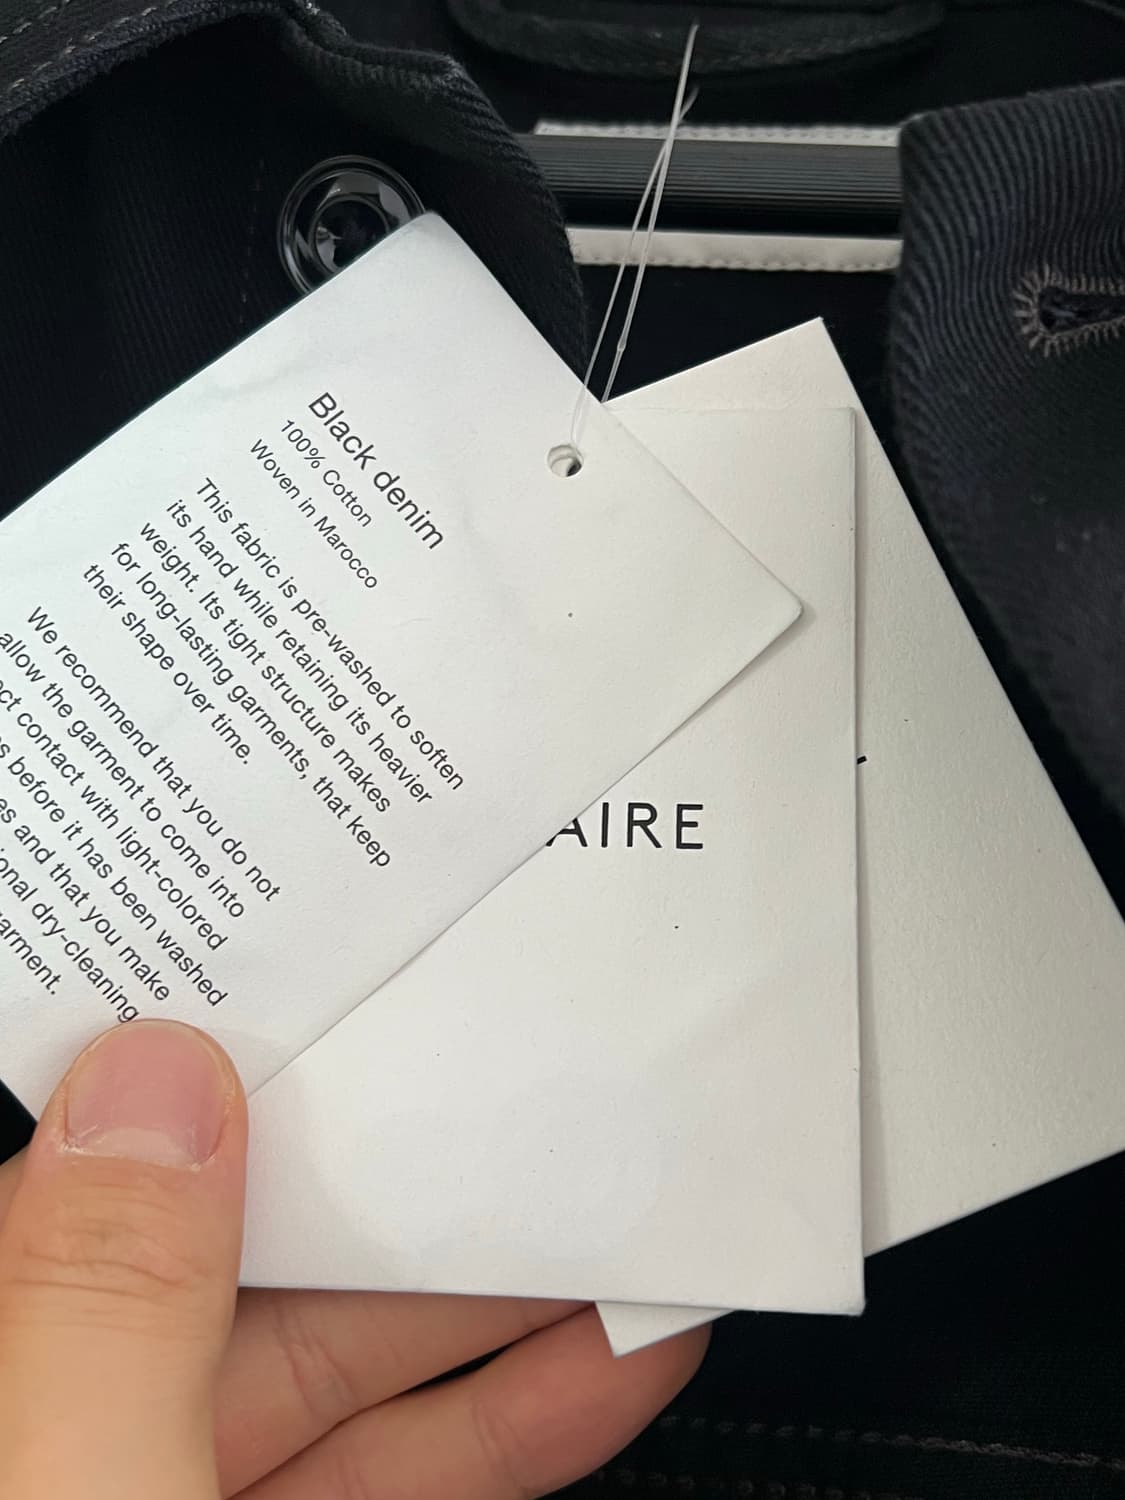 Black denim
100% Cotton
Woven in Marocco
This fabric is pre-washed to soften
its hand while retaining its heavier
weight. Its tight structure makes
for long-lasting garments, that keep
their shape over time.
We recommend that you do not
allow the garment to come into
contact with light-colored
before it has been washed
and that you make
dry-cleaning
AIRE